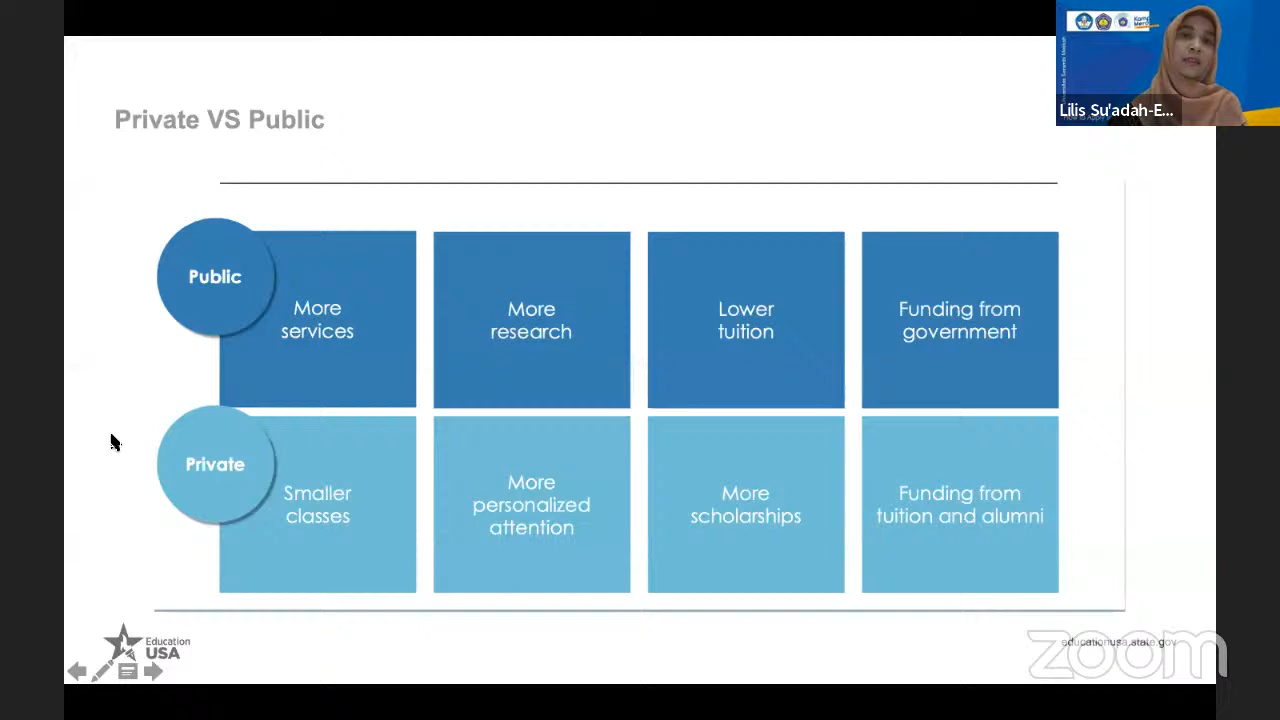 Private VS Public
Lilis Su'adah-E...
Public
More
services
More
research
Lower
tuition
Funding from
government
Private
Smaller
classes
More
personalized
attention
More
scholarships
Funding from
tuition and alumni
Education
USA
educationusa.state.gov
zoom